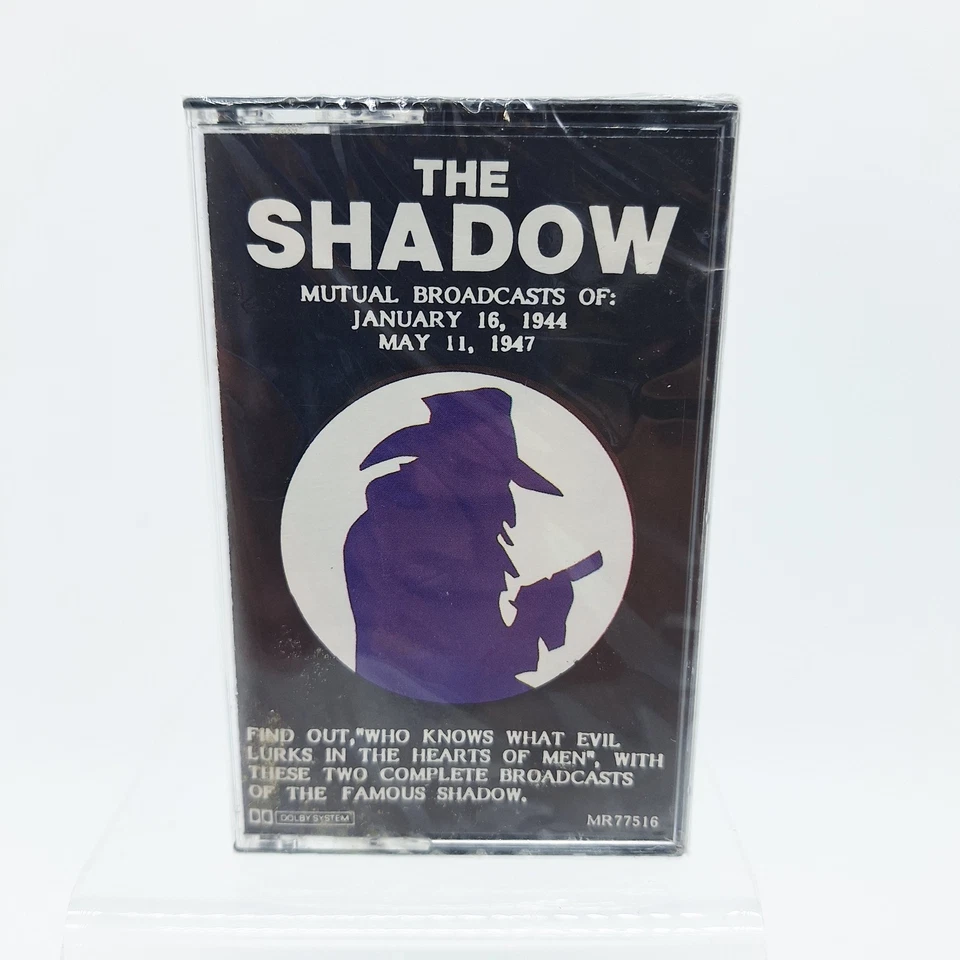 THE
SHADOW
MUTUAL BROADCASTS OF:
JANUARY 16, 1944
MAY 11, 1947
FIND OUT,"WHO KNOWS WHAT EVIL
LURKS IN THE HEARTS OF MEN", WITH
THESE TWO COMPLETE BROADCASTS
OF THE FAMOUS SHADOW.
DOLBY SYSTEM
MR77516